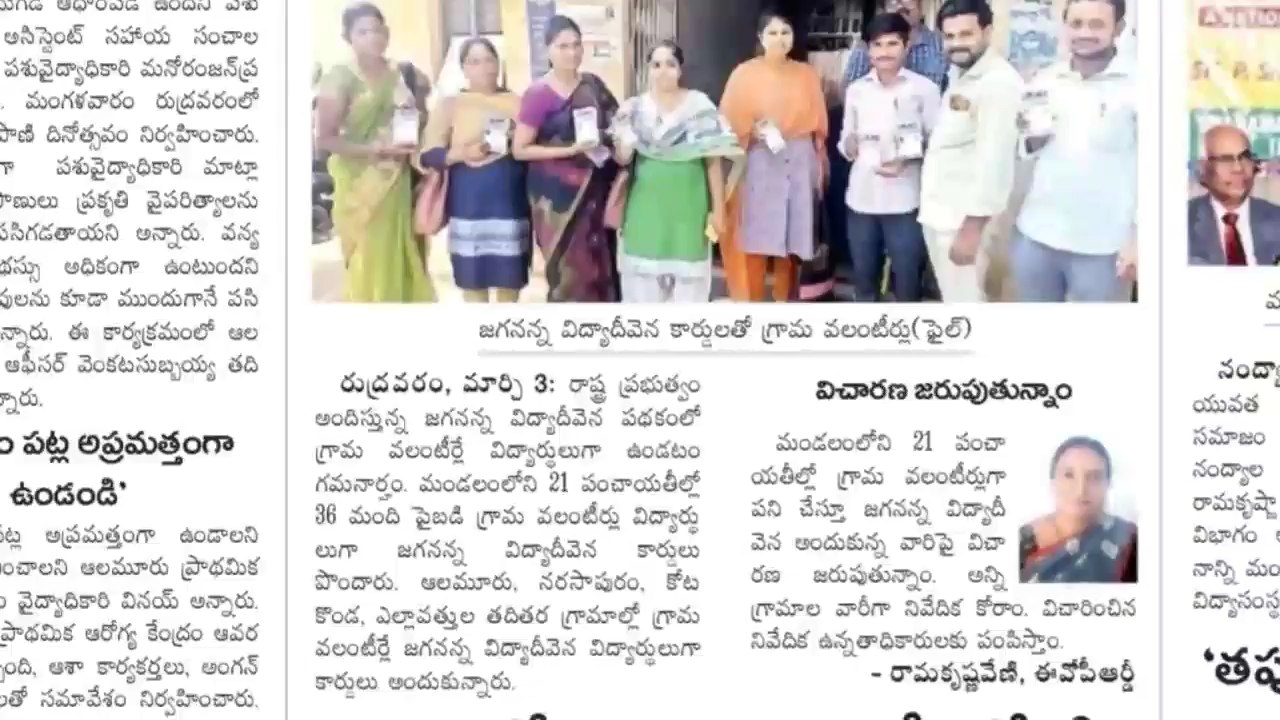 ఆసిస్టెంట్ సహాయ సంచాల
పశువైద్యాధికారి మనోరంజన్‌ప్ర
మంగళవారం రుద్రవరంలో
దినోత్సవం నిర్వహించారు.
పశువైద్యాధికారి మాట్లా
ప్రకృతి వైపరిత్యాలను
అన్నారు. వన్య
అధికంగా ఉంటుందని
కూడా ముందుగానే పసి
ఈ కార్యక్రమంలో ఆల
ఆఫీసర్ వెంకటసుబ్బయ్య తది
పట్ల అప్రమత్తంగా
ఉండండి'
అప్రమత్తంగా ఉండాలని
ఆలమూరు ప్రాథమిక
వైద్యాధికారి వినయ్ అన్నారు.
ప్రాథమిక ఆరోగ్య కేంద్రం ఆవర
ఆశా కార్యకర్తలు, అంగన్
సమావేశం నిర్వహించారు.
జగనన్న విద్యాదీవెన కార్డులతో గ్రామ వలంటీర్లు(ఫైల్)
రుద్రవరం, మార్చి 3: రాష్ట్ర ప్రభుత్వం
అందిస్తున్న జగనన్న విద్యాదీవెన పథకంలో
గ్రామ వలంటీర్లే విద్యార్థులుగా ఉండటం
గమనార్హం. మండలంలోని 21 పంచాయతీల్లో
36 మంది పైబడి గ్రామ వలంటీర్లు విద్యార్థు
లుగా జగనన్న విద్యాదీవెన కార్డులు
పొందారు. ఆలమూరు, నరసాపురం, కోట
కొండ, ఎల్లావత్తుల తదితర గ్రామాల్లో గ్రామ
వలంటీర్లే జగనన్న విద్యాదీవెన విద్యార్థులుగా
కార్డులు అందుకున్నారు.
విచారణ జరుపుతున్నాం
మండలంలోని 21 పంచా
యతీల్లో గ్రామ వలంటీర్లుగా
పని చేస్తూ జగనన్న విద్యాదీ
వెన అందుకున్న వారిపై విచా
రణ జరుపుతున్నాం. అన్ని
గ్రామాల వారీగా నివేదిక కోరాం. విచారించిన
నివేదిక ఉన్నతాధికారులకు పంపిస్తాం.
- రామకృష్ణవేణి, ఈవోపీఆర్డీ
నంద్యా
యువత
సమాజం
నంద్యాల
రామకృష్ణా
విభాగం
నాన్ని
'తప్పు